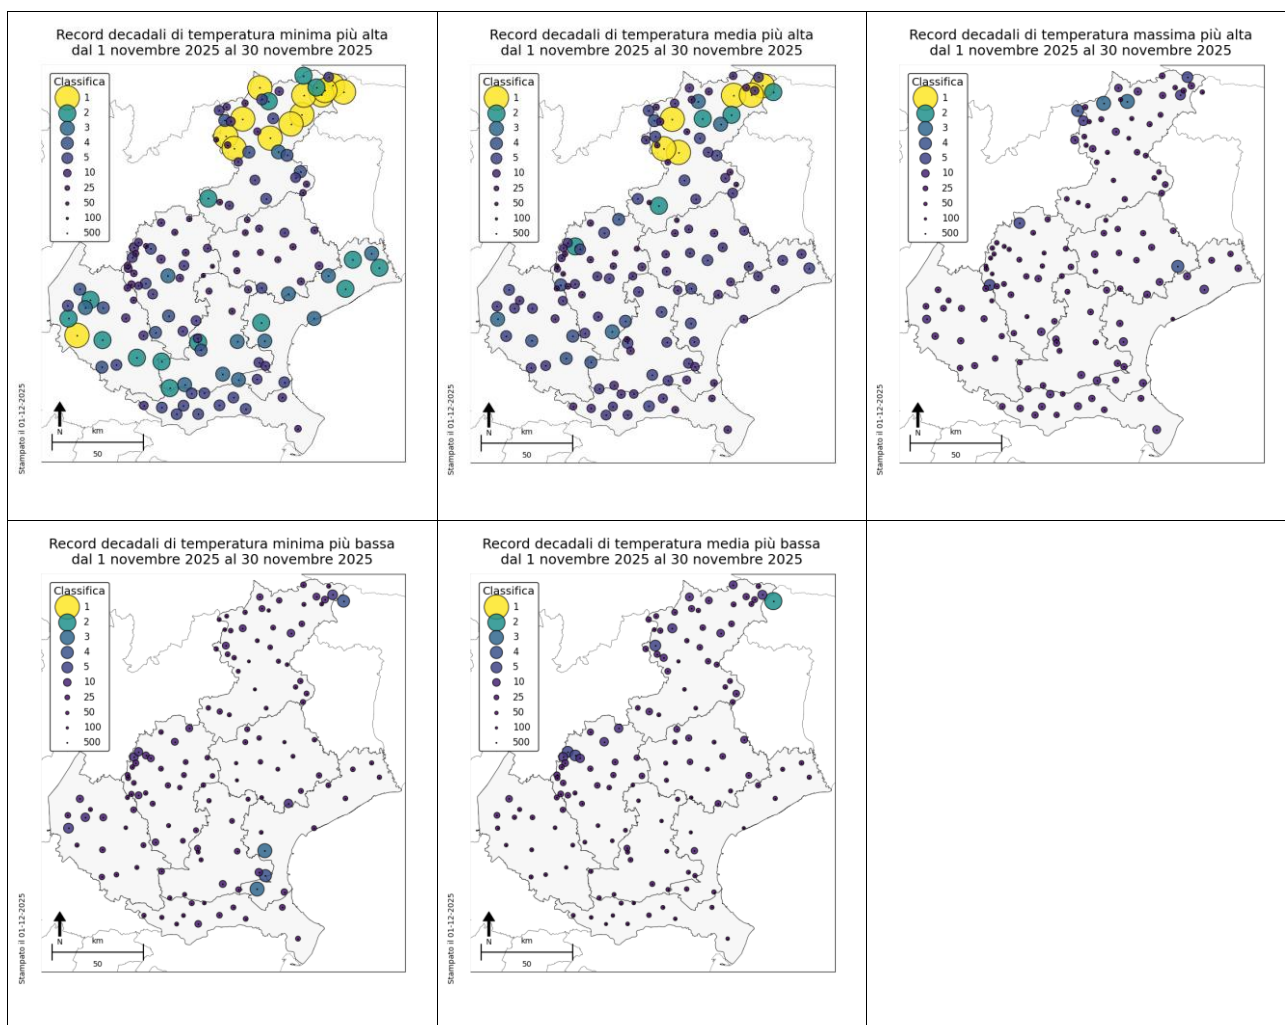 Record decadali di temperatura minima più alta
dal 1 novembre 2025 al 30 novembre 2025
Classifica
1
2
3
4
5
10
25
50
100
500
N
km
50
Stampato il 01-12-2025
Record decadali di temperatura media più alta
dal 1 novembre 2025 al 30 novembre 2025
Classifica
1
2
3
4
5
10
25
50
100
500
N
km
50
Stampato il 01-12-2025
Record decadali di temperatura massima più alta
dal 1 novembre 2025 al 30 novembre 2025
Classifica
1
2
3
4
5
10
25
50
100
500
N
km
50
Stampato il 01-12-2025
Record decadali di temperatura minima più bassa
dal 1 novembre 2025 al 30 novembre 2025
Classifica
1
2
3
4
5
10
25
50
100
500
N
km
50
Stampato il 01-12-2025
Record decadali di temperatura media più bassa
dal 1 novembre 2025 al 30 novembre 2025
Classifica
1
2
3
4
5
10
25
50
100
500
N
km
50
Stampato il 01-12-2025